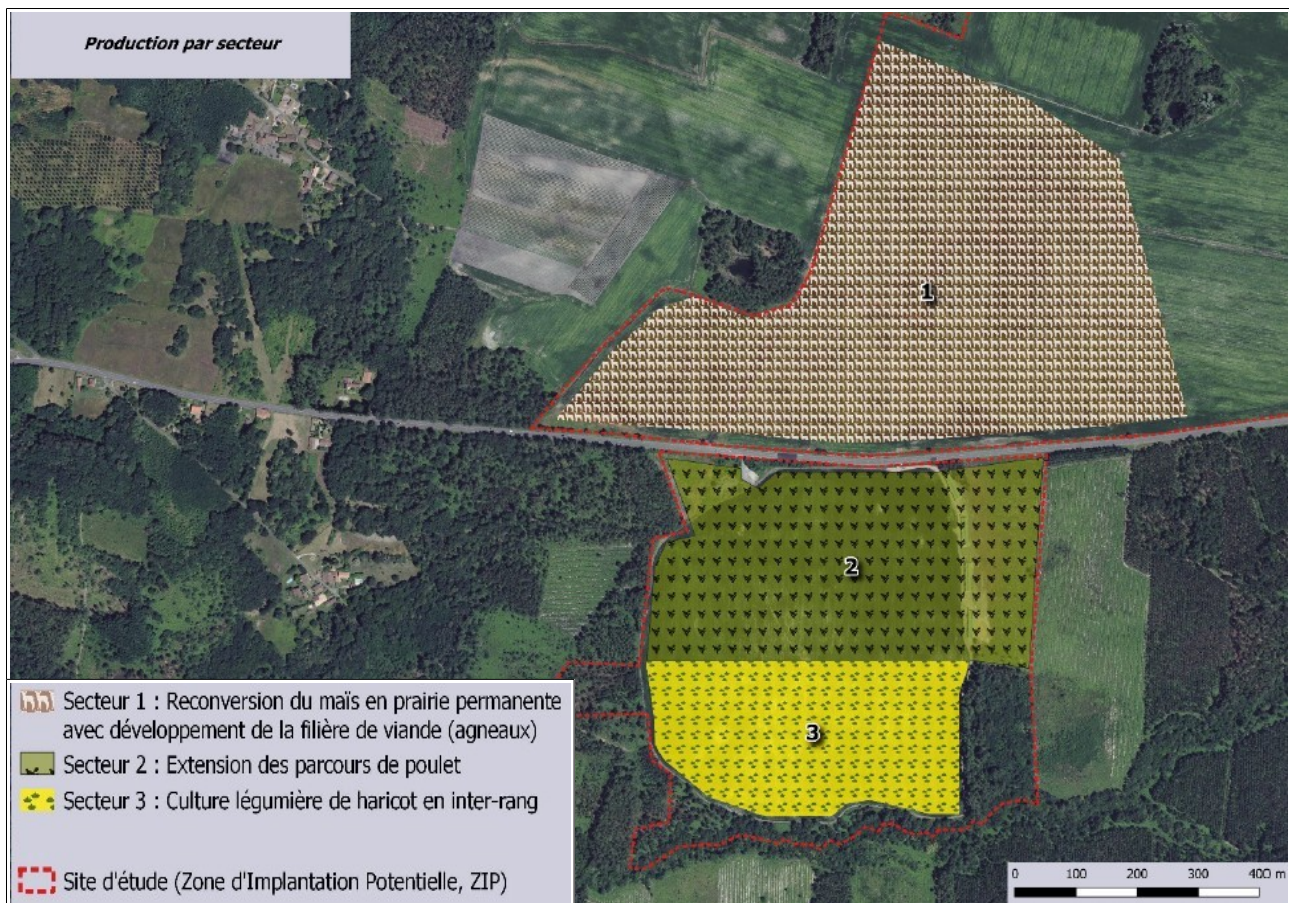 Production par secteur
1
2
3
Secteur 1 : Reconversion du maïs en prairie permanente
avec développement de la filière de viande (agneaux)
Secteur 2 : Extension des parcours de poulet
Secteur 3 : Culture légumière de haricot en inter-rang
Site d'étude (Zone d'Implantation Potentielle, ZIP)
0 100 200 300 400 m